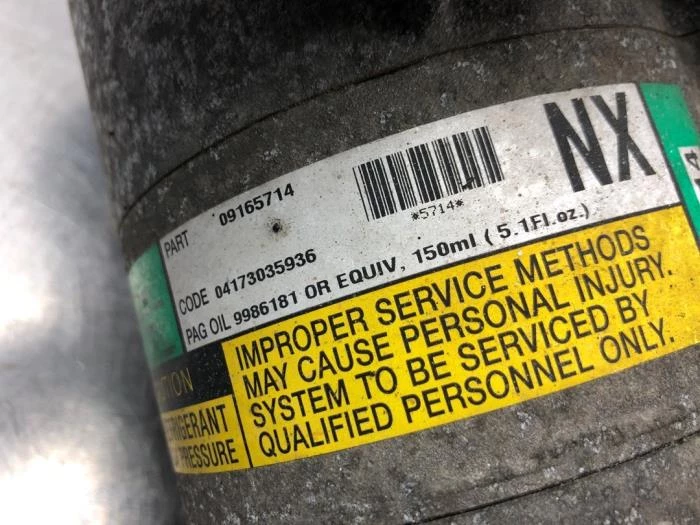 PART 09165714
*5714*
NX
CODE 04173035936
PAG OIL 9986181 OR EQUIV, 150ml (5.1Fl.oz.)
IMPROPER SERVICE METHODS
MAY CAUSE PERSONAL INJURY.
SYSTEM TO BE SERVICED BY
QUALIFIED PERSONNEL ONLY.
TION
RIGERANT
PRESSURE